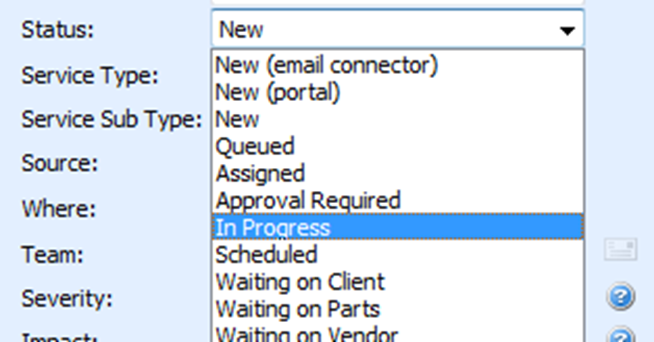 Status: New
New (email connector)
Service Type:
New (portal)
Service Sub Type: New
Queued
Source:
Assigned
Where:
Approval Required
In Progress
Team:
Scheduled
Severity:
Waiting on Client
Waiting on Parts
Impact:
Waiting on Vendor